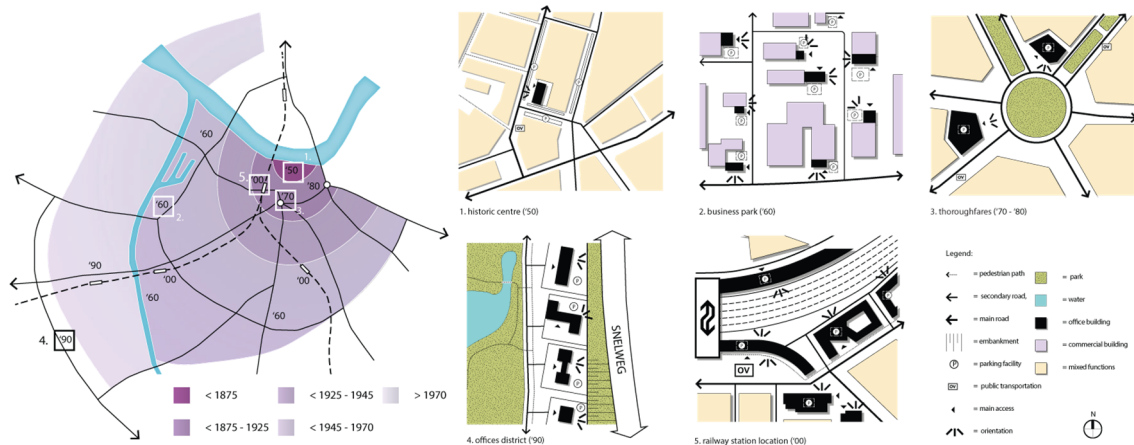 '60
1.
'50
5.
'00
'80
'70
3.
'60
2.
'90
'00
'00
'60
'60
4.
'90
< 1875
< 1925 - 1945
> 1970
< 1875 - 1925
< 1945 - 1970
P
P
P
OV
1. historic centre ('50)
P
P
P
P
P
P
P
P
2. business park ('60)
P
OV
P
OV
3. thoroughfares ('70 - '80)
P
P
P
P
SNELWEG
4. offices district ('90)
P
P
P
P
OV
P
5. railway station location ('00)
Legend:
= pedestrian path
= secondary road,
= main road
= embankment
P = parking facility
OV = public transportation
= main access
= orientation
= park
= water
= office building
= commercial building
= mixed functions
N